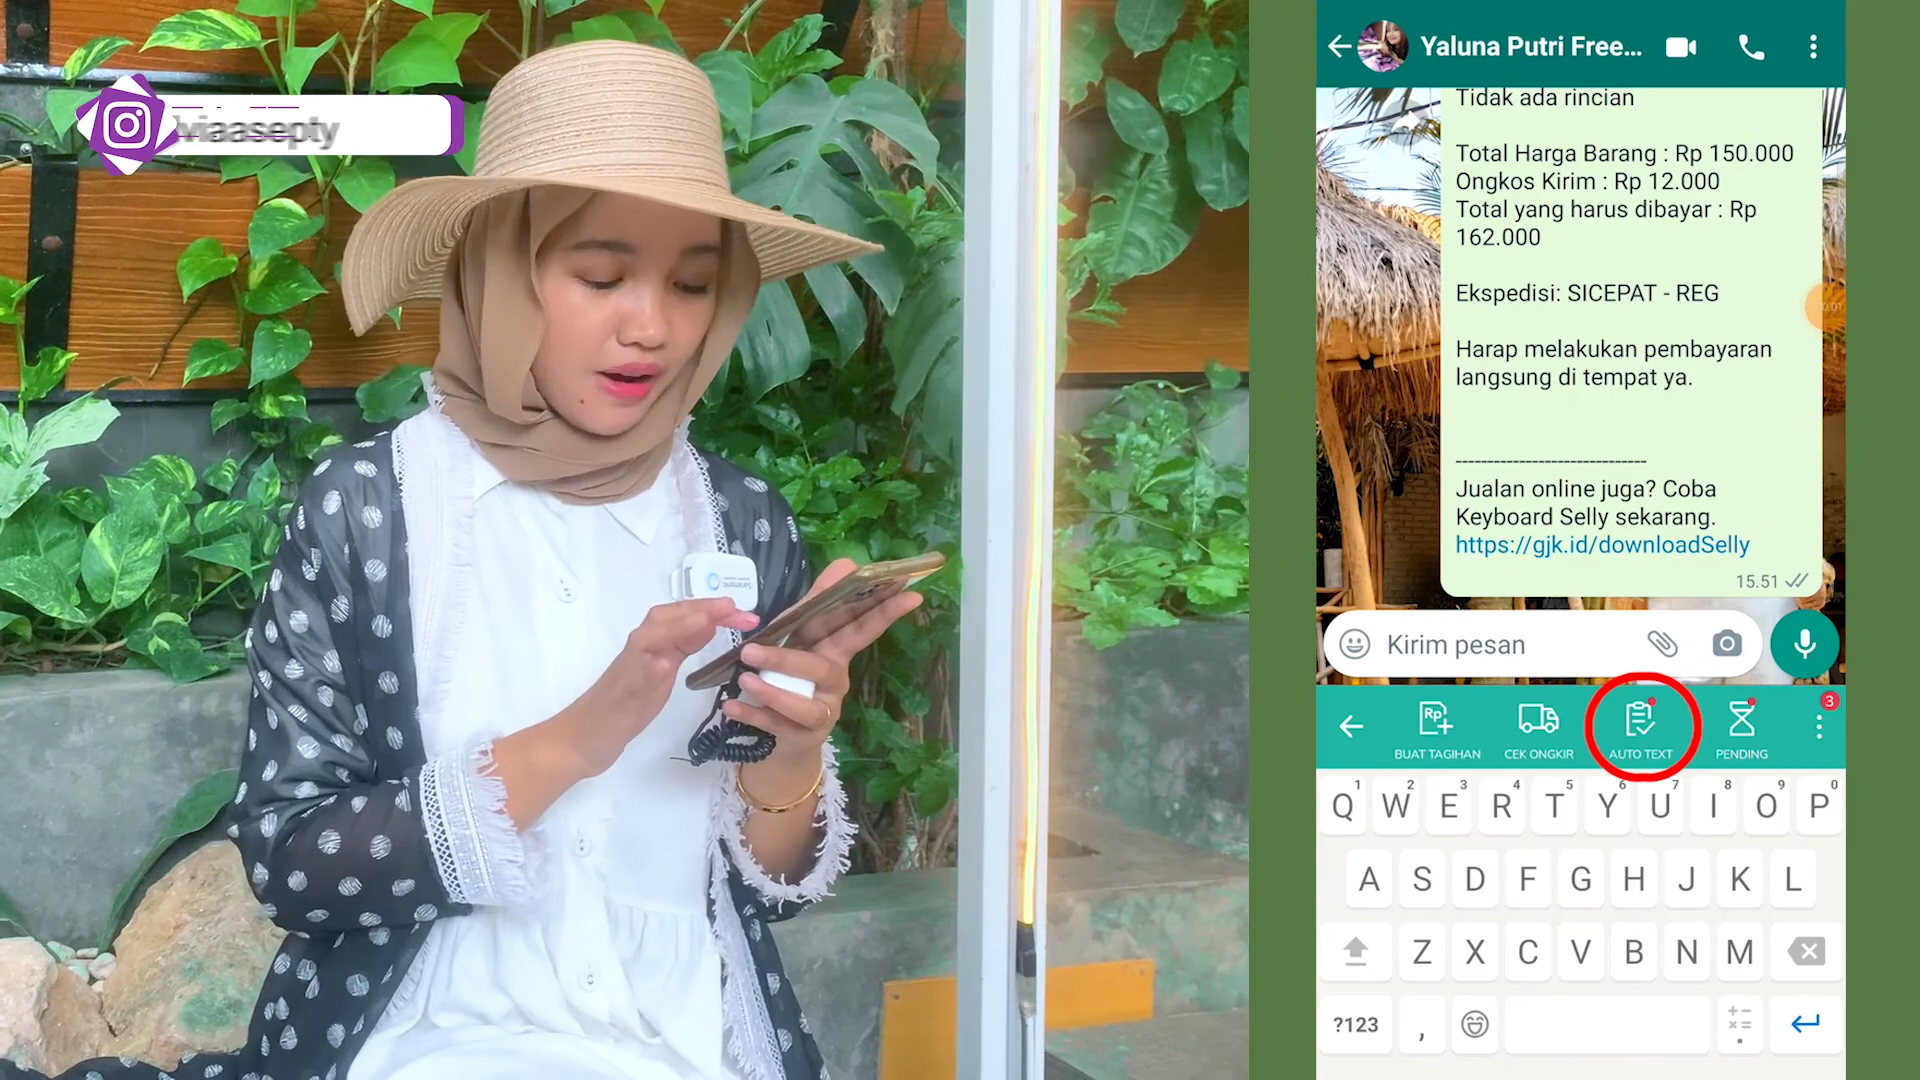 Yaluna Putri Free...
Tidak ada rincian
Total Harga Barang : Rp 150.000
Ongkos Kirim : Rp 12.000
Total yang harus dibayar : Rp
162.000
Ekspedisi: SICEPAT - REG
Harap melakukan pembayaran
langsung di tempat ya.
------------------------------
Jualan online juga? Coba
Keyboard Selly sekarang.
https://gjk.id/downloadSelly
15.51
Kirim pesan
3
Rp
BUAT TAGIHAN CEK ONGKIR AUTO TEXT PENDING
1 2 3 4 5 6 7 8 9 0
Q W E R T Y U I O P
A S D F G H J K L
Z X C V B N M
?123 ,